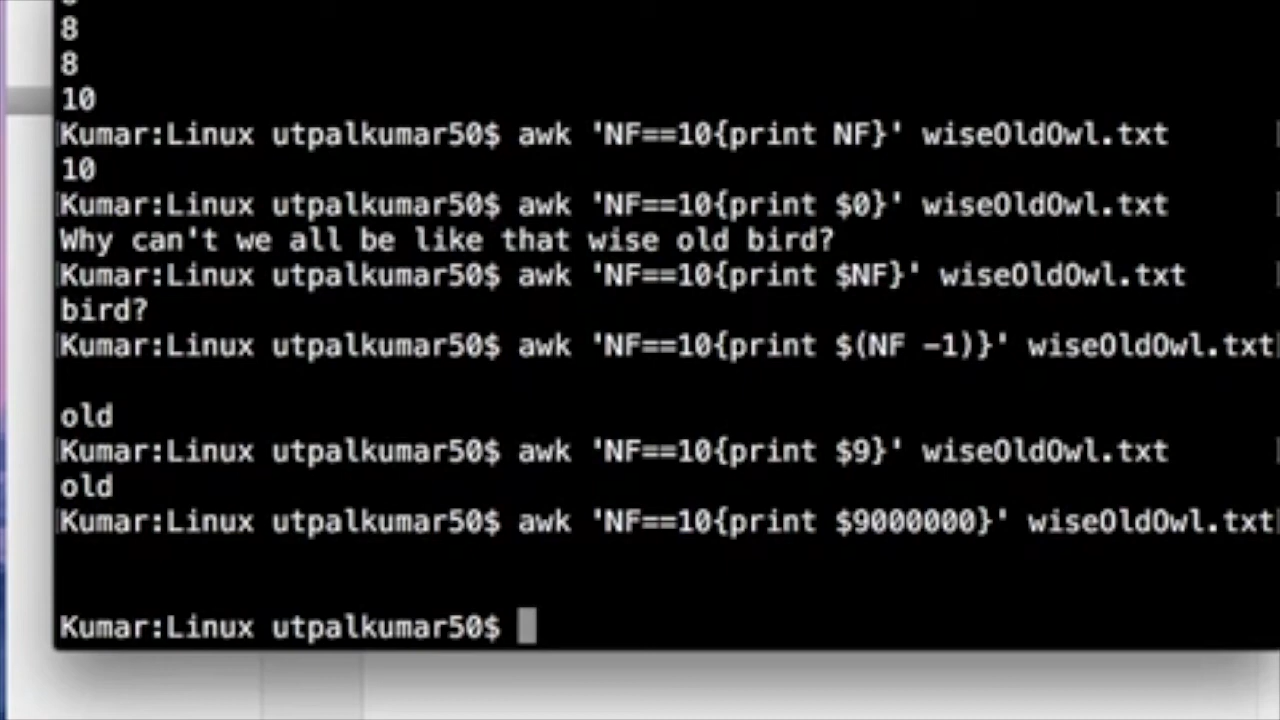 8
8
10
Kumar:Linux utpalkumar50$ awk 'NF==10{print NF}' wiseOldOwl.txt
10
Kumar:Linux utpalkumar50$ awk 'NF==10{print $0}' wiseOldOwl.txt
Why can't we all be like that wise old bird?
Kumar:Linux utpalkumar50$ awk 'NF==10{print $NF}' wiseOldOwl.txt
bird?
Kumar:Linux utpalkumar50$ awk 'NF==10{print $(NF -1)}' wiseOldOwl.txt
old
Kumar:Linux utpalkumar50$ awk 'NF==10{print $9}' wiseOldOwl.txt
old
Kumar:Linux utpalkumar50$ awk 'NF==10{print $9000000}' wiseOldOwl.txt
Kumar:Linux utpalkumar50$